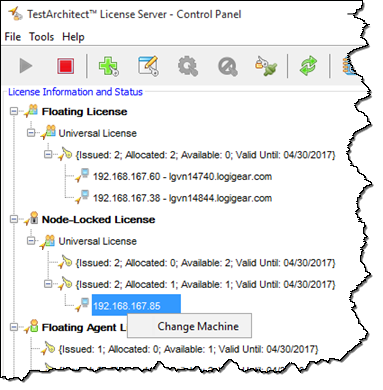 TestArchitect™ License Server - Control Panel
File Tools Help
License Information and Status
Floating License
Universal License
{Issued: 2; Allocated: 2; Available: 0; Valid Until: 04/30/2017}
192.168.167.60 - lgvn14740.logigear.com
192.168.167.38 - lgvn14844.logigear.com
Node-Locked License
Universal License
{Issued: 2; Allocated: 0; Available: 2; Valid Until: 04/30/2017}
{Issued: 2; Allocated: 1; Available: 1; Valid Until: 04/30/2017}
192.168.167.85
Change Machine
Floating Agent L
{Issued: 1; Allocated: 0; Available: 1; Valid Until: 04/30/2017}